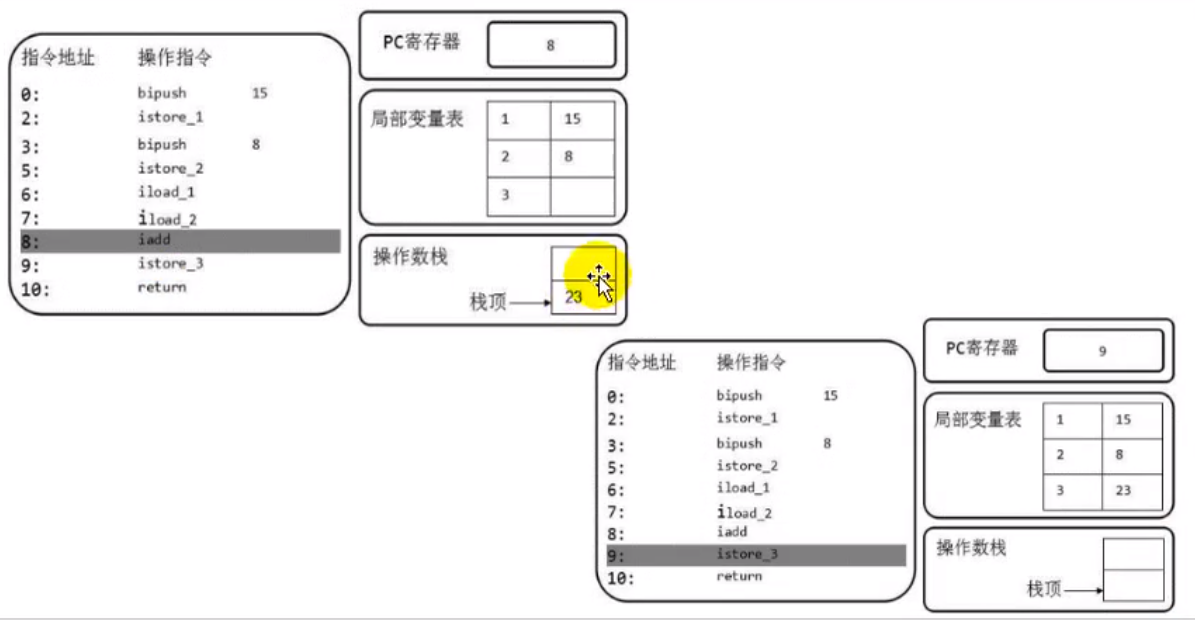 指令地址 操作指令
0: bipush 15
2: istore_1
3: bipush 8
5: istore_2
6: iload_1
7: iload_2
8: iadd
9: istore_3
10: return
PC寄存器 8
局部变量表 1 15
2 8
3
操作数栈
栈顶 23
指令地址 操作指令
0: bipush 15
2: istore_1
3: bipush 8
5: istore_2
6: iload_1
7: iload_2
8: iadd
9: istore_3
10: return
PC寄存器 9
局部变量表 1 15
2 8
3 23
操作数栈
栈顶